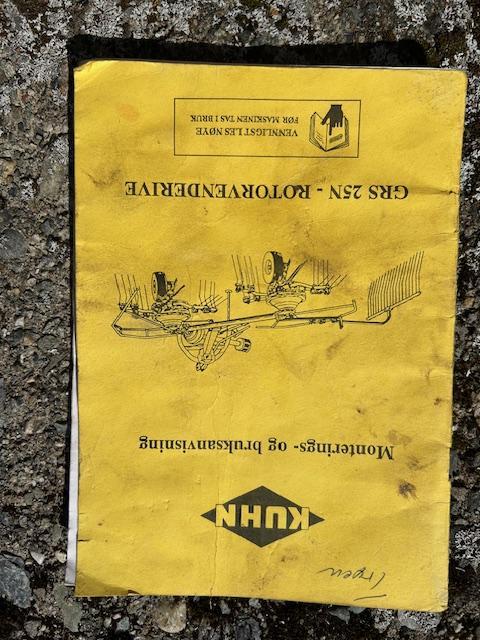 KUHN
Monterings- og bruksanvisning
GRS 25N - ROTORVENDERIVE
VENNLIGST LES NØYE
FØR MASKINEN TAS I BRUK